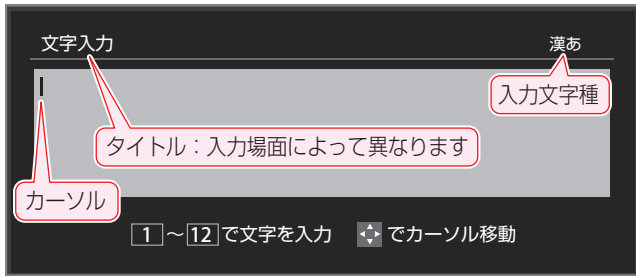 文字入力
漢あ
入力文字種
タイトル：入力場面によって異なります
カーソル
1～12で文字を入力 でカーソル移動